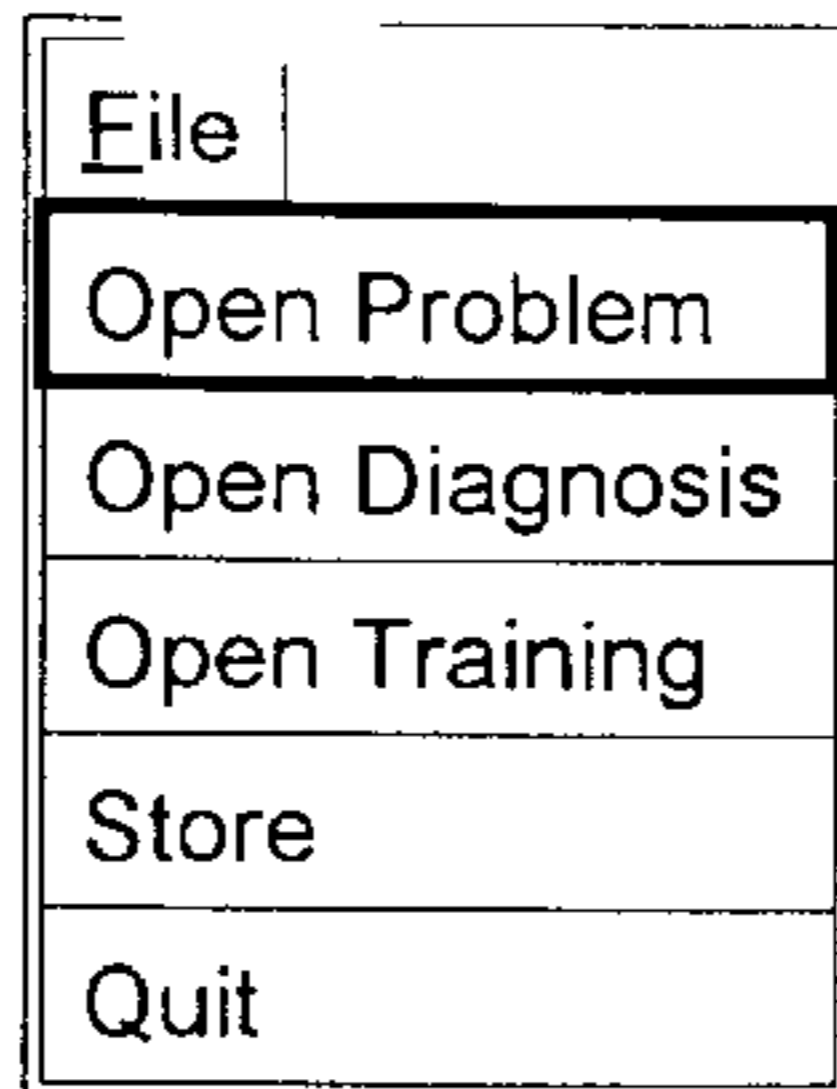 File
Open Problem
Open Diagnosis
Open Training
Store
Quit